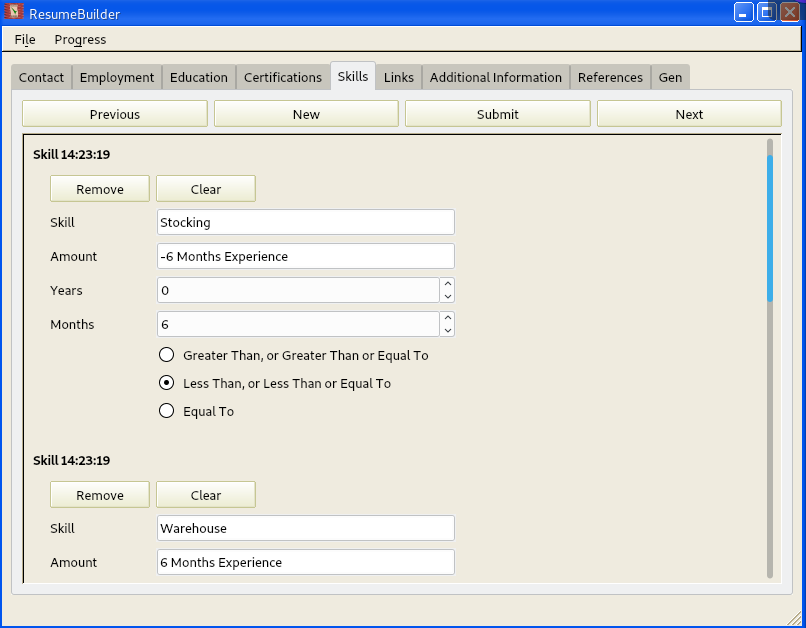 ResumeBuilder
File Progress
Contact Employment Education Certifications Skills Links Additional Information References Gen
Previous New Submit Next
Skill 14:23:19
Remove Clear
Skill Stocking
Amount -6 Months Experience
Years 0
Months 6
Greater Than, or Greater Than or Equal To
Less Than, or Less Than or Equal To
Equal To
Skill 14:23:19
Remove Clear
Skill Warehouse
Amount 6 Months Experience